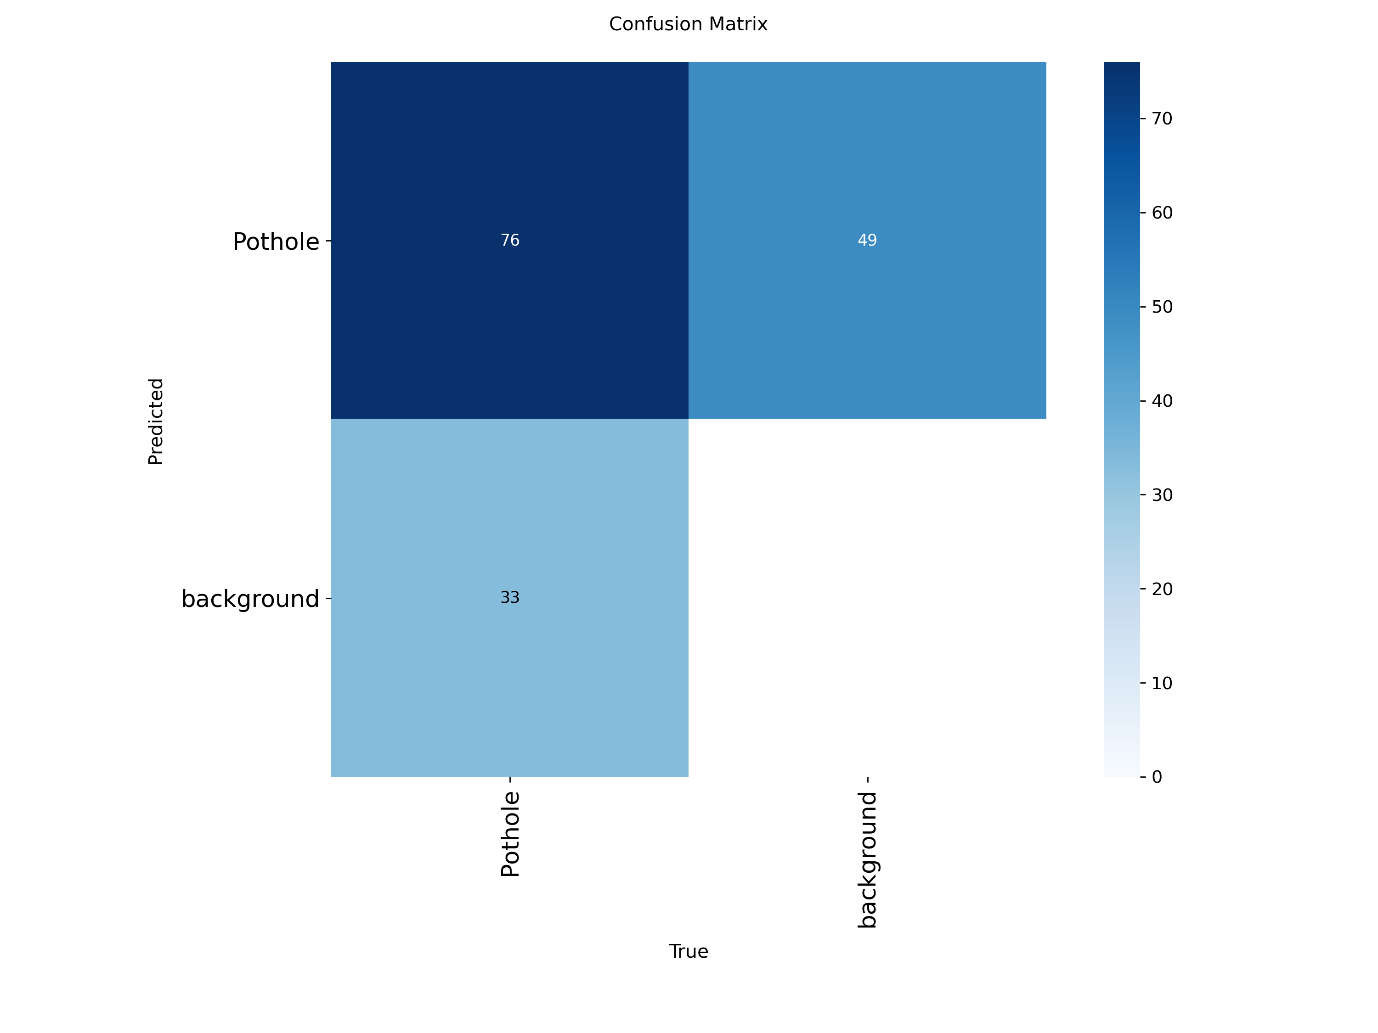 Confusion Matrix
Pothole
background
Predicted
76
49
33
Pothole
background
True
70
60
50
40
30
20
10
0